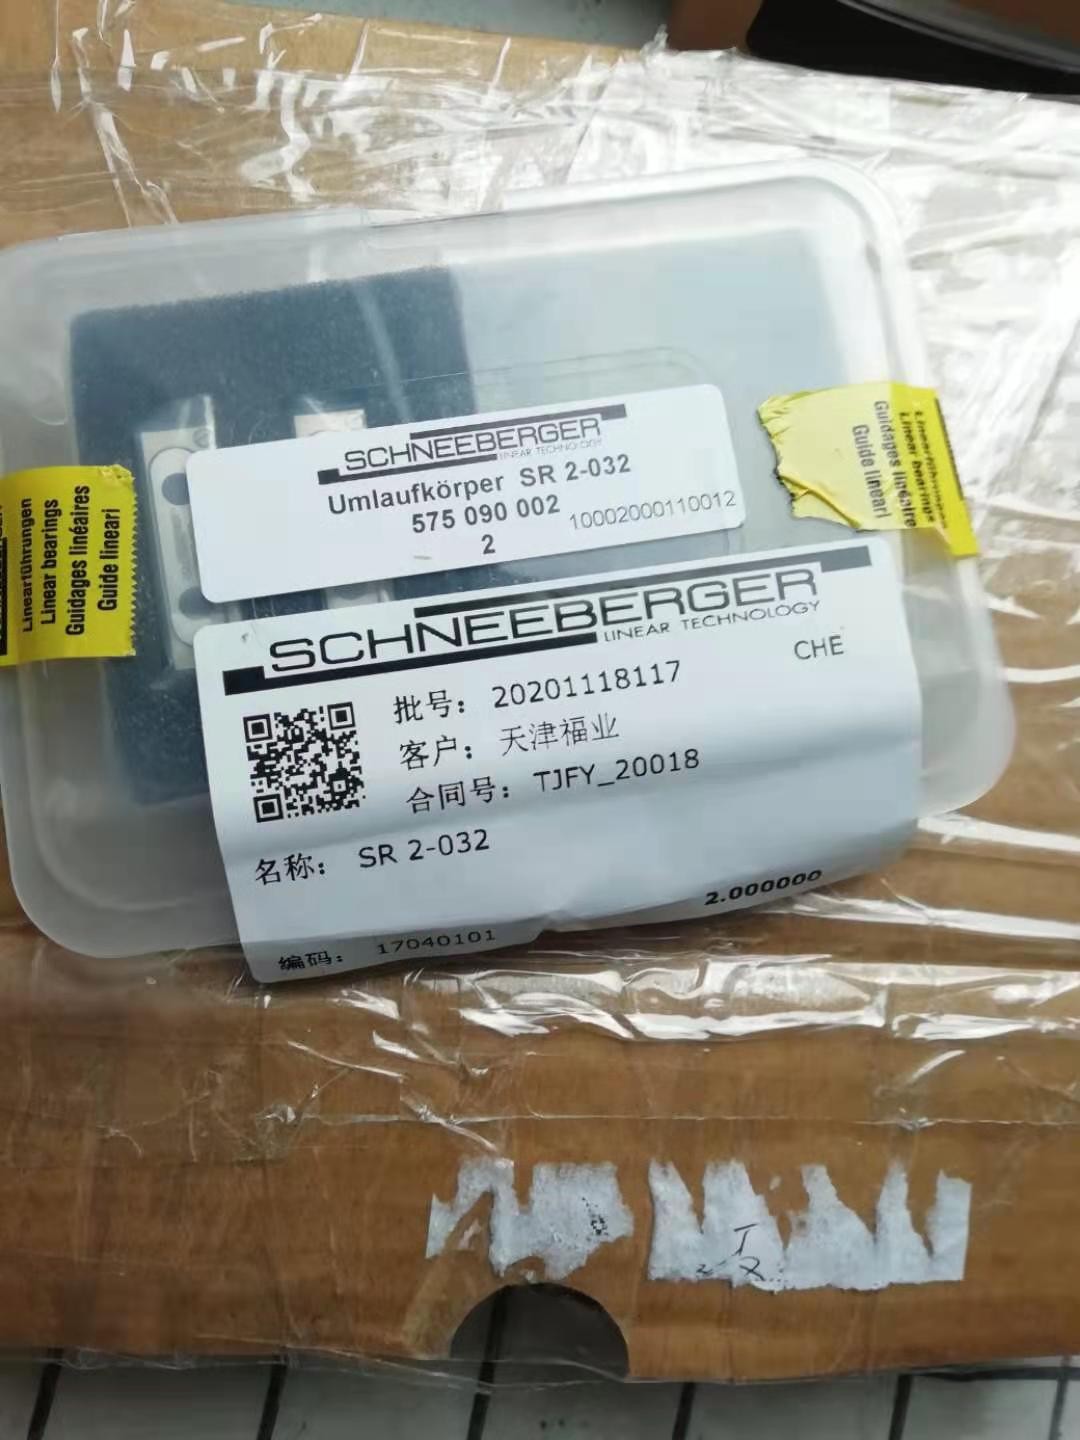 SCHNEEBERGER
LINEAR TECHNOLOGY
Umlaufkörper SR 2-032
575 090 002
10002000110012
2
Linearführungen
Linear bearings
Guidages linéaires
Guide lineari
Linearführungen
Linear bearings
Guidages linéaire
Guide lineari
SCHNEEBERGER
LINEAR TECHNOLOGY
CHE
批号： 20201118117
客户： 天津福业
合同号： TJFY_20018
名称： SR 2-032
2.000000
编码： 17040101